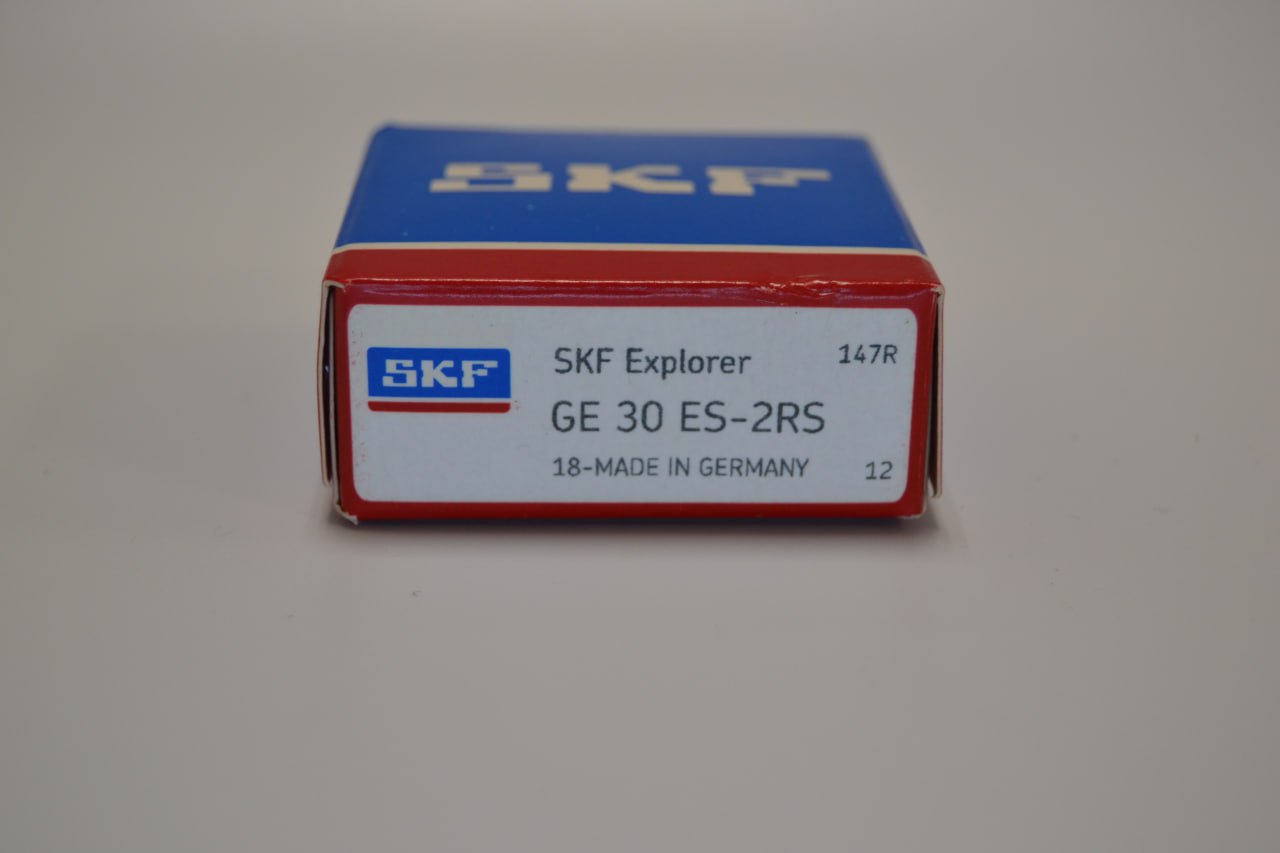 SKF
SKF
SKF Explorer
147R
GE 30 ES-2RS
18-MADE IN GERMANY
12